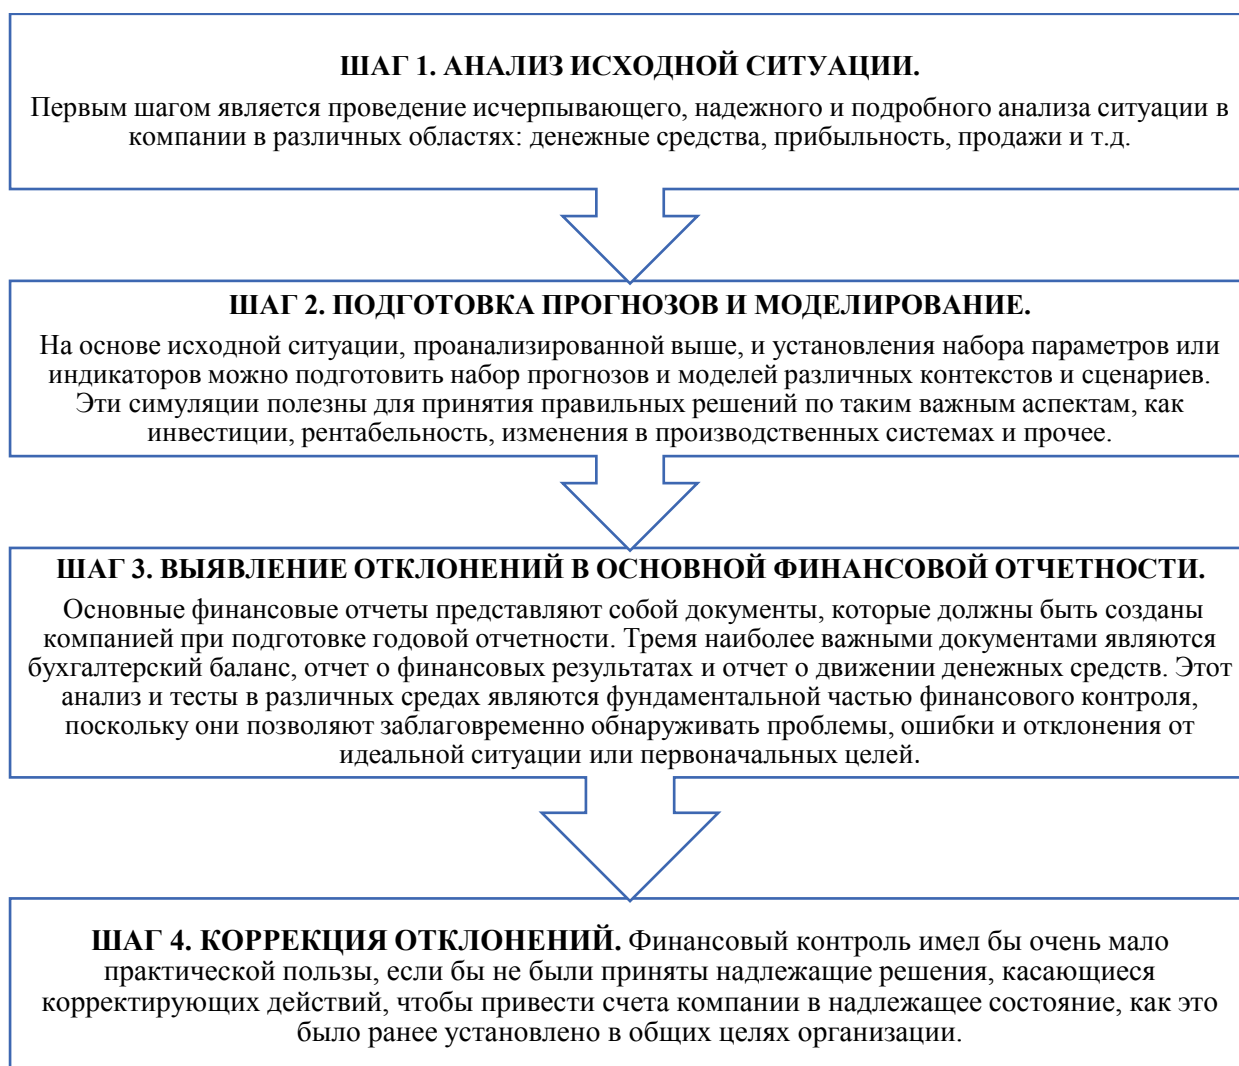 ШАГ 1. АНАЛИЗ ИСХОДНОЙ СИТУАЦИИ.
Первым шагом является проведение исчерпывающего, надежного и подробного анализа ситуации в
компании в различных областях: денежные средства, прибыльность, продажи и т.д.
ШАГ 2. ПОДГОТОВКА ПРОГНОЗОВ И МОДЕЛИРОВАНИЕ.
На основе исходной ситуации, проанализированной выше, и установления набора параметров или
индикаторов можно подготовить набор прогнозов и моделей различных контекстов и сценариев.
Эти симуляции полезны для принятия правильных решений по таким важным аспектам, как
инвестиции, рентабельность, изменения в производственных системах и прочее.
ШАГ 3. ВЫЯВЛЕНИЕ ОТКЛОНЕНИЙ В ОСНОВНОЙ ФИНАНСОВОЙ ОТЧЕТНОСТИ.
Основные финансовые отчеты представляют собой документы, которые должны быть созданы
компанией при подготовке годовой отчетности. Тремя наиболее важными документами являются
бухгалтерский баланс, отчет о финансовых результатах и отчет о движении денежных средств. Этот
анализ и тесты в различных средах являются фундаментальной частью финансового контроля,
поскольку они позволяют заблаговременно обнаруживать проблемы, ошибки и отклонения от
идеальной ситуации или первоначальных целей.
ШАГ 4. КОРРЕКЦИЯ ОТКЛОНЕНИЙ. Финансовый контроль имел бы очень мало
практической пользы, если бы не были приняты надлежащие решения, касающиеся
корректирующих действий, чтобы привести счета компании в надлежащее состояние, как это
было ранее установлено в общих целях организации.